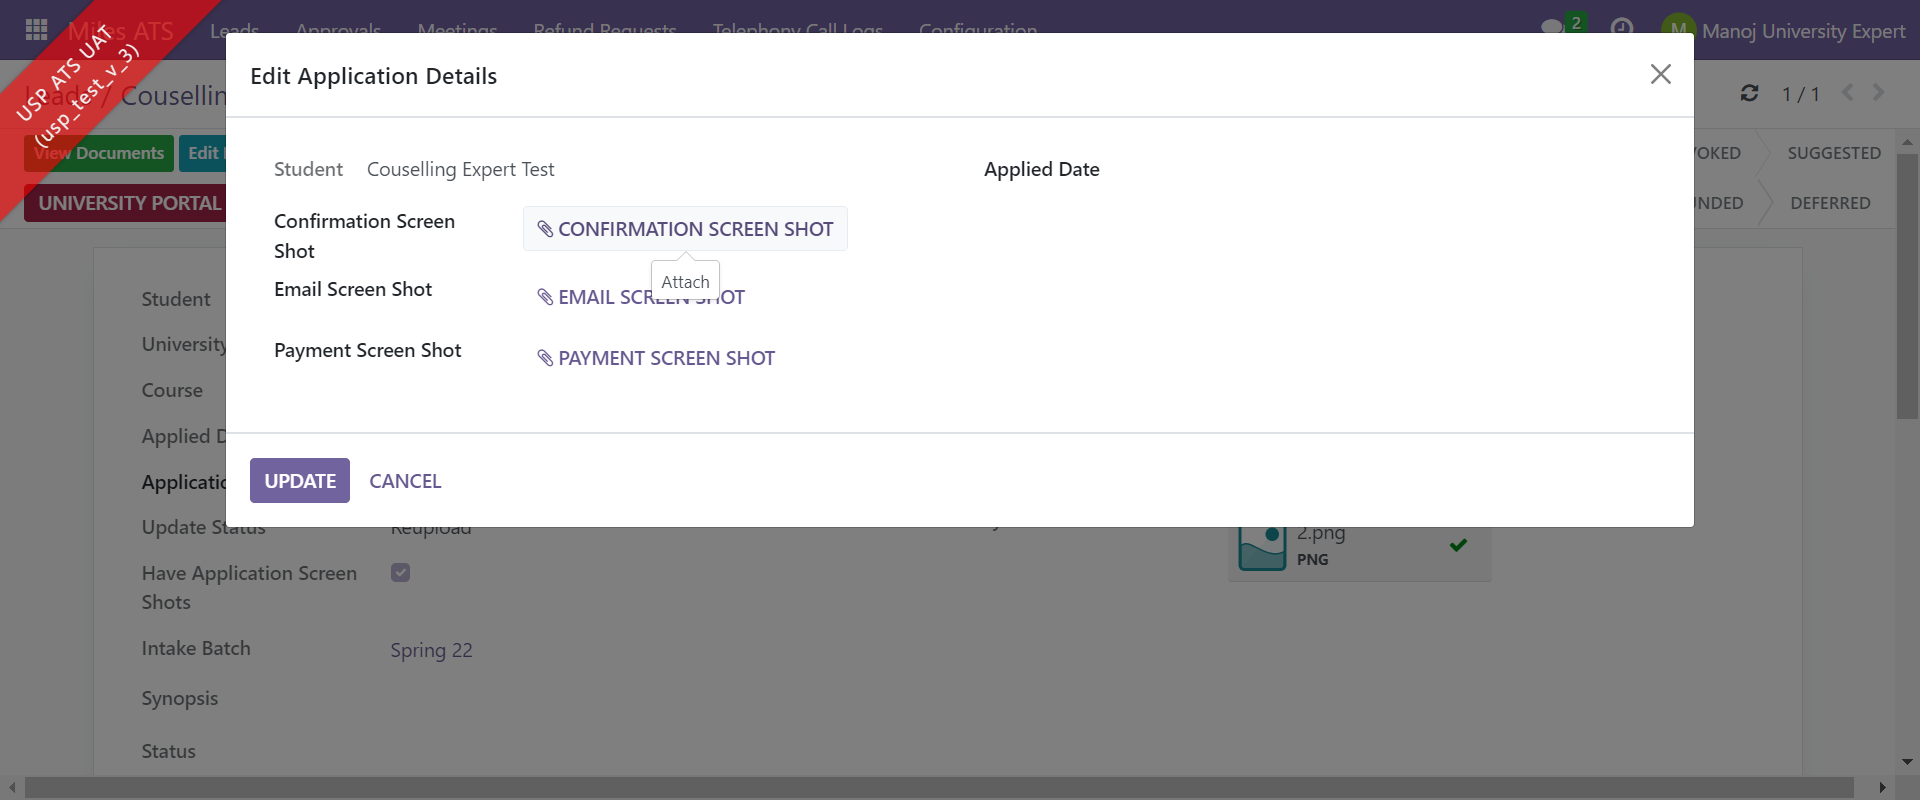 Miles ATS
Leads
Approvals
Meetings
Refund Requests
Telephony Call Logs
Configuration
2
M
Manoj University Expert
USP ATS UAT
(usp_test_v_3)
Leads / Couselling
1 / 1
View Documents
Edit
UNIVERSITY PORTAL
VOKED
SUGGESTED
UNDED
DEFERRED
Edit Application Details
Student
Couselling Expert Test
Applied Date
Confirmation Screen
Shot
CONFIRMATION SCREEN SHOT
Attach
Email Screen Shot
EMAIL SCREEN SHOT
Payment Screen Shot
PAYMENT SCREEN SHOT
UPDATE
CANCEL
Student
University
Course
Applied D
Applicatio
Update Status
Reupload
2.png
PNG
Have Application Screen
Shots
Intake Batch
Spring 22
Synopsis
Status